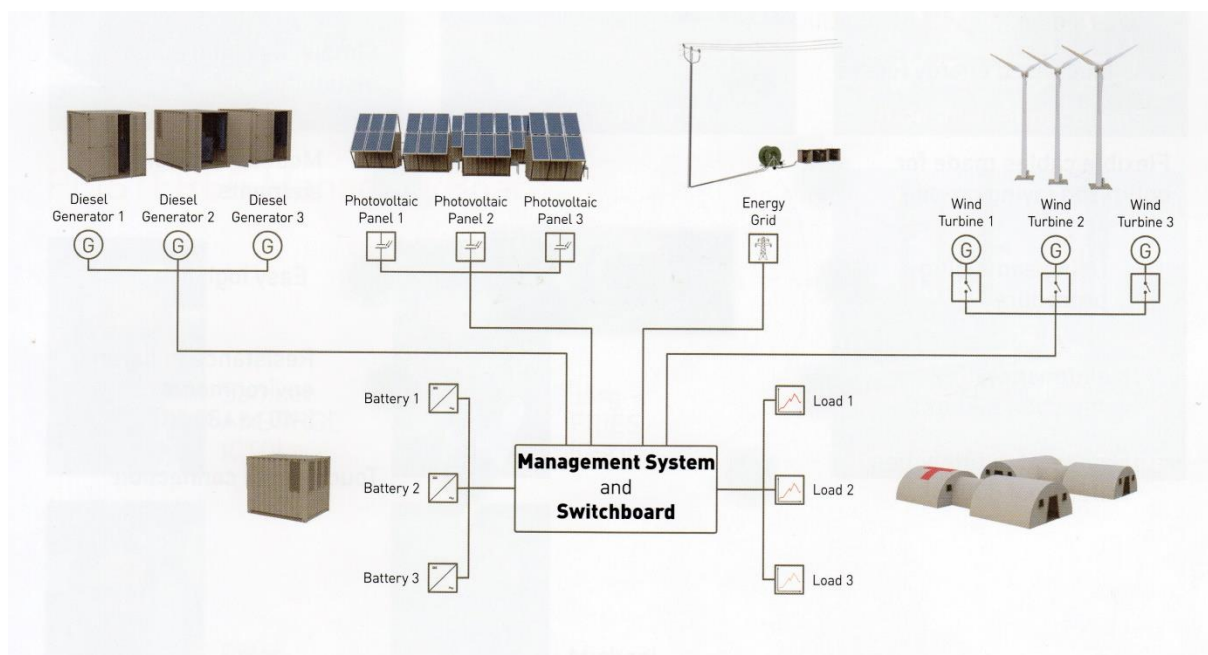 Diesel
Generator 1
Diesel
Generator 2
Diesel
Generator 3
Photovoltaic
Panel 1
Photovoltaic
Panel 2
Photovoltaic
Panel 3
Energy
Grid
Wind
Turbine 1
Wind
Turbine 2
Wind
Turbine 3
G
G
G
G
G
G
Battery 1
Battery 2
Battery 3
Management System
and
Switchboard
Load 1
Load 2
Load 3